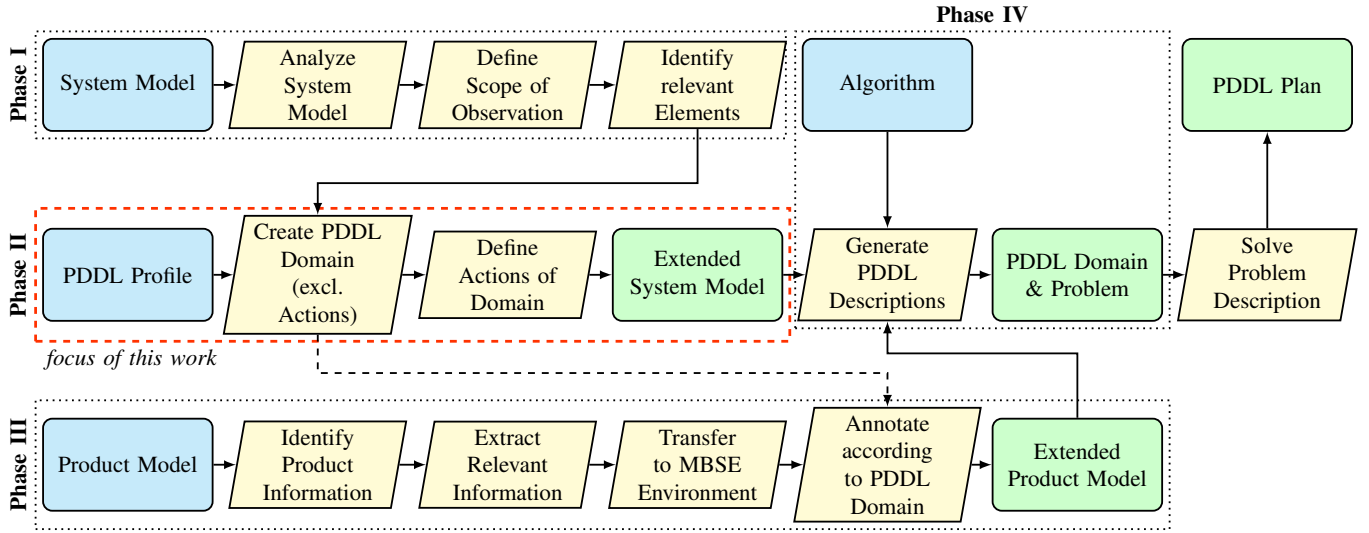 Phase IV
Phase I
System Model
Analyze
System
Model
Define
Scope of
Observation
Identify
relevant
Elements
Algorithm
PDDL Plan
Phase II
PDDL Profile
Create PDDL
Domain
(excl.
Actions)
Define
Actions of
Domain
Extended
System Model
Generate
PDDL
Descriptions
PDDL Domain
& Problem
Solve
Problem
Description
focus of this work
Phase III
Product Model
Identify
Product
Information
Extract
Relevant
Information
Transfer
to MBSE
Environment
Annotate
according
to PDDL
Domain
Extended
Product Model